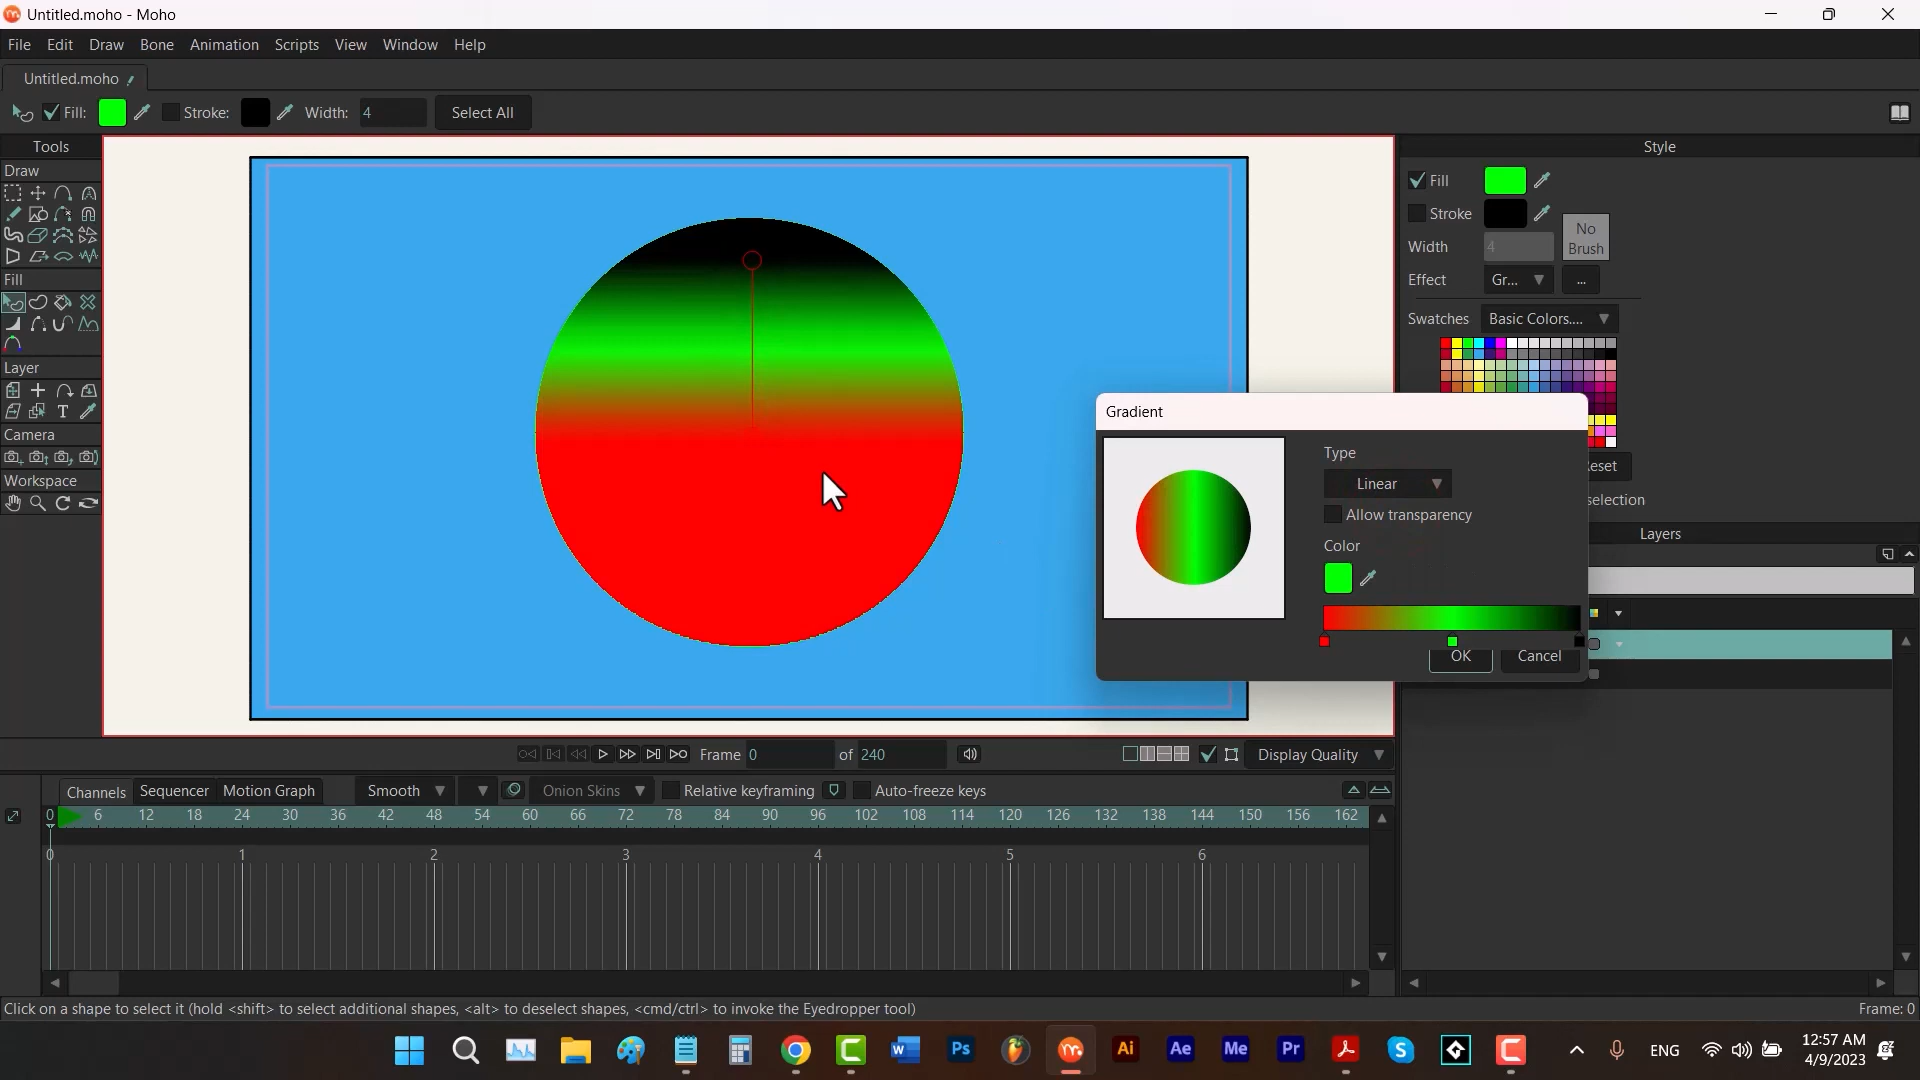 Untitled.moho - Moho
File Edit Draw Bone Animation Scripts View Window Help
Untitled.moho
Fill: Stroke: Width: 4 Select All
Tools
Draw
Fill
Layer
Camera
Workspace
Style
Fill
Stroke
No Brush
Width 4
Effect Gr... ...
Swatches Basic Colors....
Gradient
Type
Linear
Allow transparency
Color
OK Cancel
eset
selection
Layers
Frame 0 of 240 Display Quality
Channels Sequencer Motion Graph Smooth Onion Skins Relative keyframing Auto-freeze keys
0 6 12 18 24 30 36 42 48 54 60 66 72 78 84 90 96 102 108 114 120 126 132 138 144 150 156 162
0 1 2 3 4 5 6
Click on a shape to select it (hold <shift> to select additional shapes, <alt> to deselect shapes, <cmd/ctrl> to invoke the Eyedropper tool)
Frame: 0
Ps Ai Ae Me Pr
ENG
12:57 AM
4/9/2023